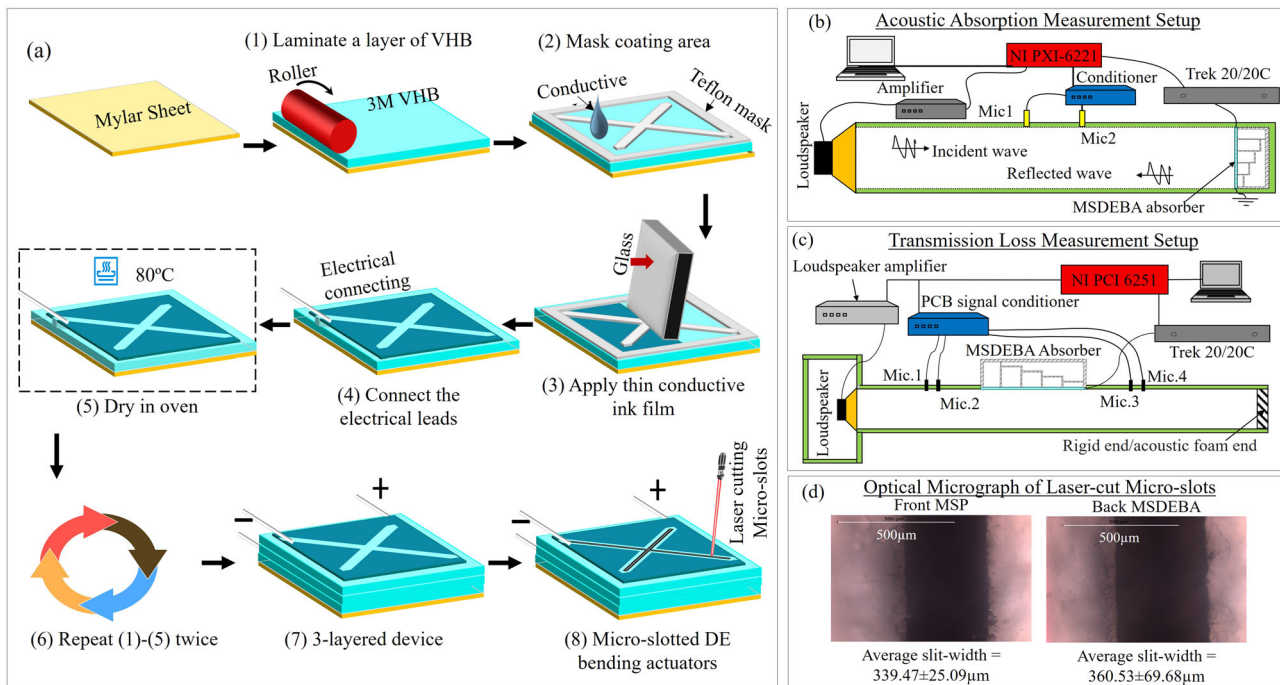 (a)
(1) Laminate a layer of VHB
(2) Mask coating area
Mylar Sheet
Roller
3M VHB
Conductive
Teflon mask
Glass
80ºC
Electrical
connecting
(5) Dry in oven
(4) Connect the
electrical leads
(3) Apply thin conductive
ink film
+
−
+
−
Laser cutting
Micro-slots
(6) Repeat (1)-(5) twice
(7) 3-layered device
(8) Micro-slotted DE
bending actuators
(b)
Acoustic Absorption Measurement Setup
NI PXI-6221
Conditioner
Trek 20/20C
Amplifier
Mic1
Mic2
Loudspeaker
Incident wave
Reflected wave
MSDEBA absorber
(c)
Transmission Loss Measurement Setup
Loudspeaker amplifier
NI PCI 6251
PCB signal conditioner
Trek 20/20C
MSDEBA Absorber
Mic.1
Mic.2
Mic.3
Mic.4
Loudspeaker
Rigid end/acoustic foam end
(d)
Optical Micrograph of Laser-cut Micro-slots
Front MSP
Back MSDEBA
500μm
500μm
Average slit-width =
339.47±25.09μm
Average slit-width =
360.53±69.68μm